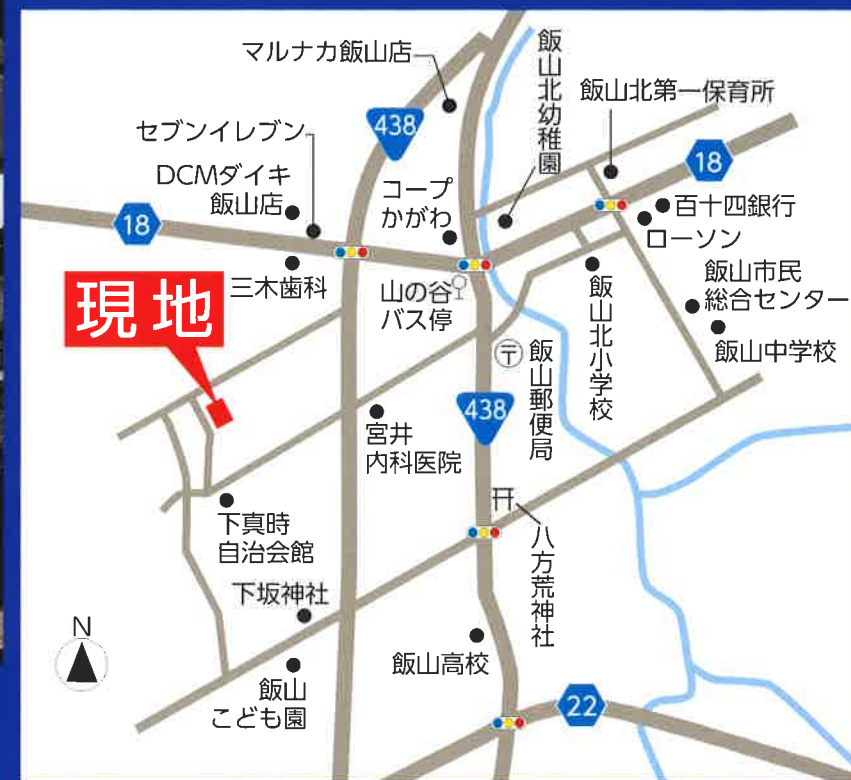 マルナカ飯山店
飯山北幼稚園
飯山北第一保育所
438
セブンイレブン
18
DCMダイキ
飯山店
コープ
かがわ
百十四銀行
18
ローソン
三木歯科
山の谷
バス停
飯山市民
総合センター
現地
飯山北小学校
飯山中学校
〒
飯山郵便局
438
宮井
内科医院
下真時
自治会館
八方荒神社
下坂神社
N
飯山高校
飯山
こども園
22